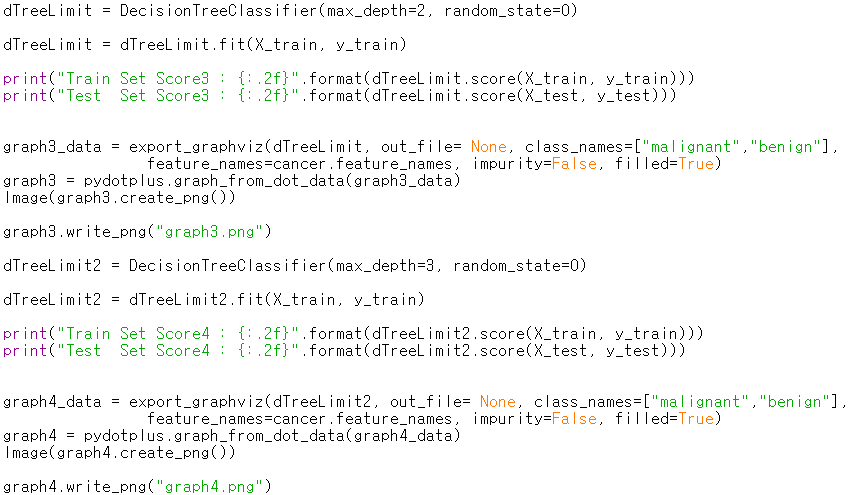 dTreeLimit = DecisionTreeClassifier(max_depth=2, random_state=0)
dTreeLimit = dTreeLimit.fit(X_train, y_train)
print("Train Set Score3 : {:.2f}".format(dTreeLimit.score(X_train, y_train)))
print("Test  Set Score3 : {:.2f}".format(dTreeLimit.score(X_test, y_test)))
graph3_data = export_graphviz(dTreeLimit, out_file= None, class_names=["malignant","benign"],
                feature_names=cancer.feature_names, impurity=False, filled=True)
graph3 = pydotplus.graph_from_dot_data(graph3_data)
Image(graph3.create_png())
graph3.write_png("graph3.png")
dTreeLimit2 = DecisionTreeClassifier(max_depth=3, random_state=0)
dTreeLimit2 = dTreeLimit2.fit(X_train, y_train)
print("Train Set Score4 : {:.2f}".format(dTreeLimit2.score(X_train, y_train)))
print("Test  Set Score4 : {:.2f}".format(dTreeLimit2.score(X_test, y_test)))
graph4_data = export_graphviz(dTreeLimit2, out_file= None, class_names=["malignant","benign"],
                feature_names=cancer.feature_names, impurity=False, filled=True)
graph4 = pydotplus.graph_from_dot_data(graph4_data)
Image(graph4.create_png())
graph4.write_png("graph4.png")